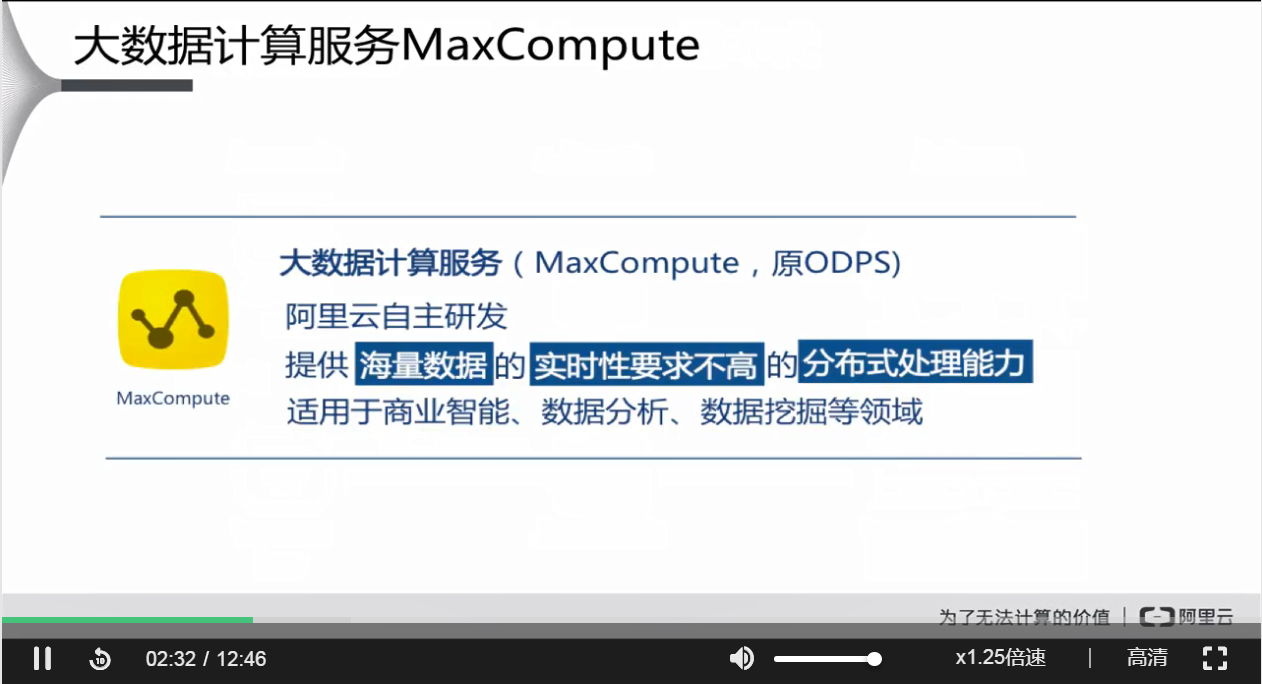 大数据计算服务MaxCompute
大数据计算服务（MaxCompute，原ODPS)
阿里云自主研发
提供 海量数据 的 实时性要求不高 的 分布式处理能力
适用于商业智能、数据分析、数据挖掘等领域
MaxCompute
为了无法计算的价值 | 阿里云
10
02:32 / 12:46
x1.25倍速 | 高清